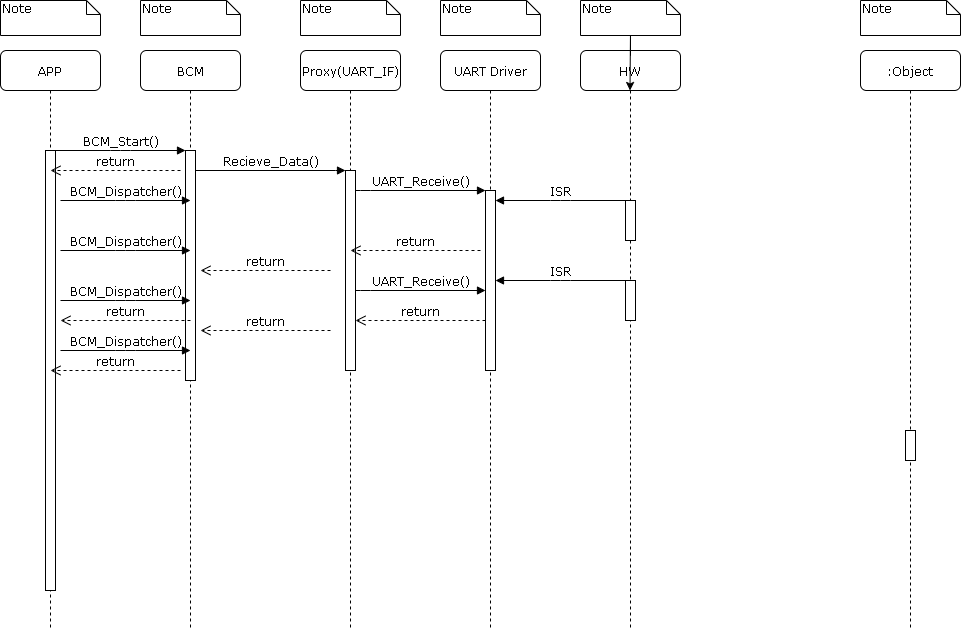 Note
Note
Note
Note
Note
Note
APP
BCM
Proxy(UART_IF)
UART Driver
HW
:Object
BCM_Start()
return
Recieve_Data()
BCM_Dispatcher()
UART_Receive()
ISR
BCM_Dispatcher()
return
return
ISR
BCM_Dispatcher()
UART_Receive()
return
return
return
BCM_Dispatcher()
return